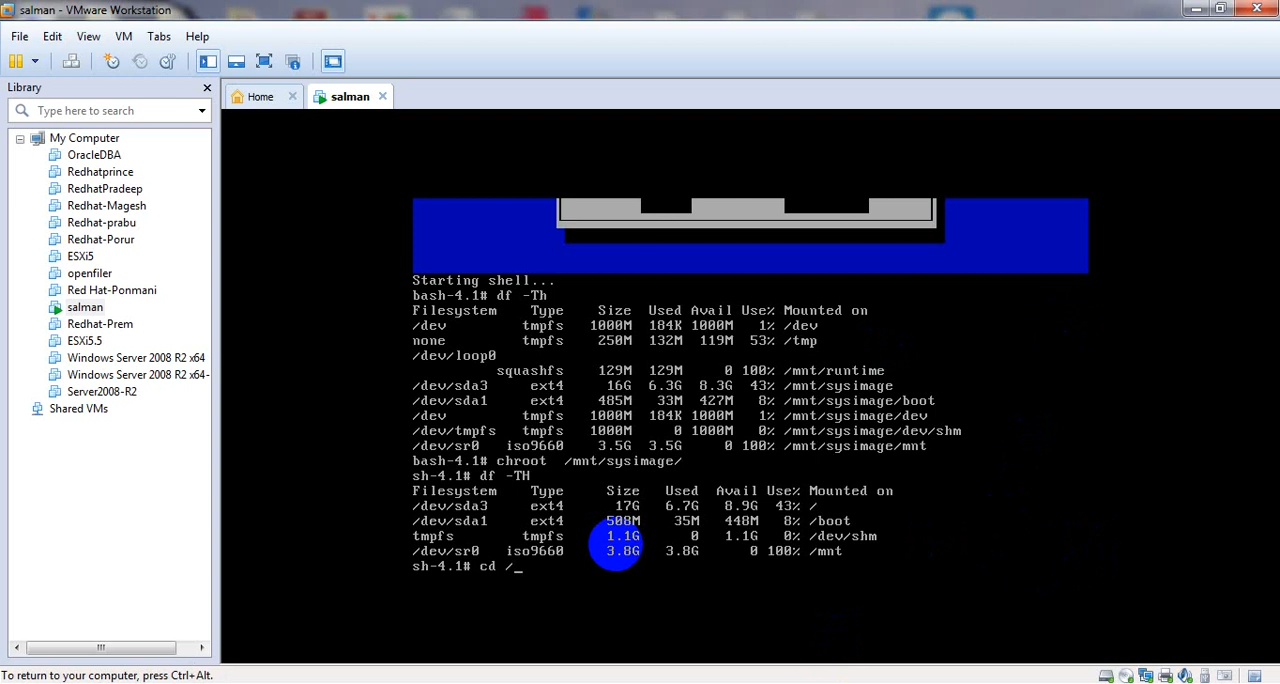 salman - VMware Workstation
File Edit View VM Tabs Help
Library
Type here to search
My Computer
OracleDBA
Redhatprince
RedhatPradeep
Redhat-Magesh
Redhat-prabu
Redhat-Porur
ESXi5
openfiler
Red Hat-Ponmani
salman
Redhat-Prem
ESXi5.5
Windows Server 2008 R2 x64
Windows Server 2008 R2 x64-
Server2008-R2
Shared VMs
Home
salman
Starting shell...
bash-4.1# df -Th
Filesystem Type Size Used Avail Use% Mounted on
/dev tmpfs 1000M 184K 1000M 1% /dev
none tmpfs 250M 132M 119M 53% /tmp
/dev/loop0
squashfs 129M 129M 0 100% /mnt/runtime
/dev/sda3 ext4 16G 6.3G 8.3G 43% /mnt/sysimage
/dev/sda1 ext4 485M 33M 427M 8% /mnt/sysimage/boot
/dev tmpfs 1000M 184K 1000M 1% /mnt/sysimage/dev
/dev/tmpfs tmpfs 1000M 0 1000M 0% /mnt/sysimage/dev/shm
/dev/sr0 iso9660 3.5G 3.5G 0 100% /mnt/sysimage/mnt
bash-4.1# chroot /mnt/sysimage/
sh-4.1# df -TH
Filesystem Type Size Used Avail Use% Mounted on
/dev/sda3 ext4 17G 6.7G 8.9G 43% /
/dev/sda1 ext4 508M 35M 448M 8% /boot
tmpfs tmpfs 1.1G 0 1.1G 0% /dev/shm
/dev/sr0 iso9660 3.8G 3.8G 0 100% /mnt
sh-4.1# cd /_
To return to your computer, press Ctrl+Alt.